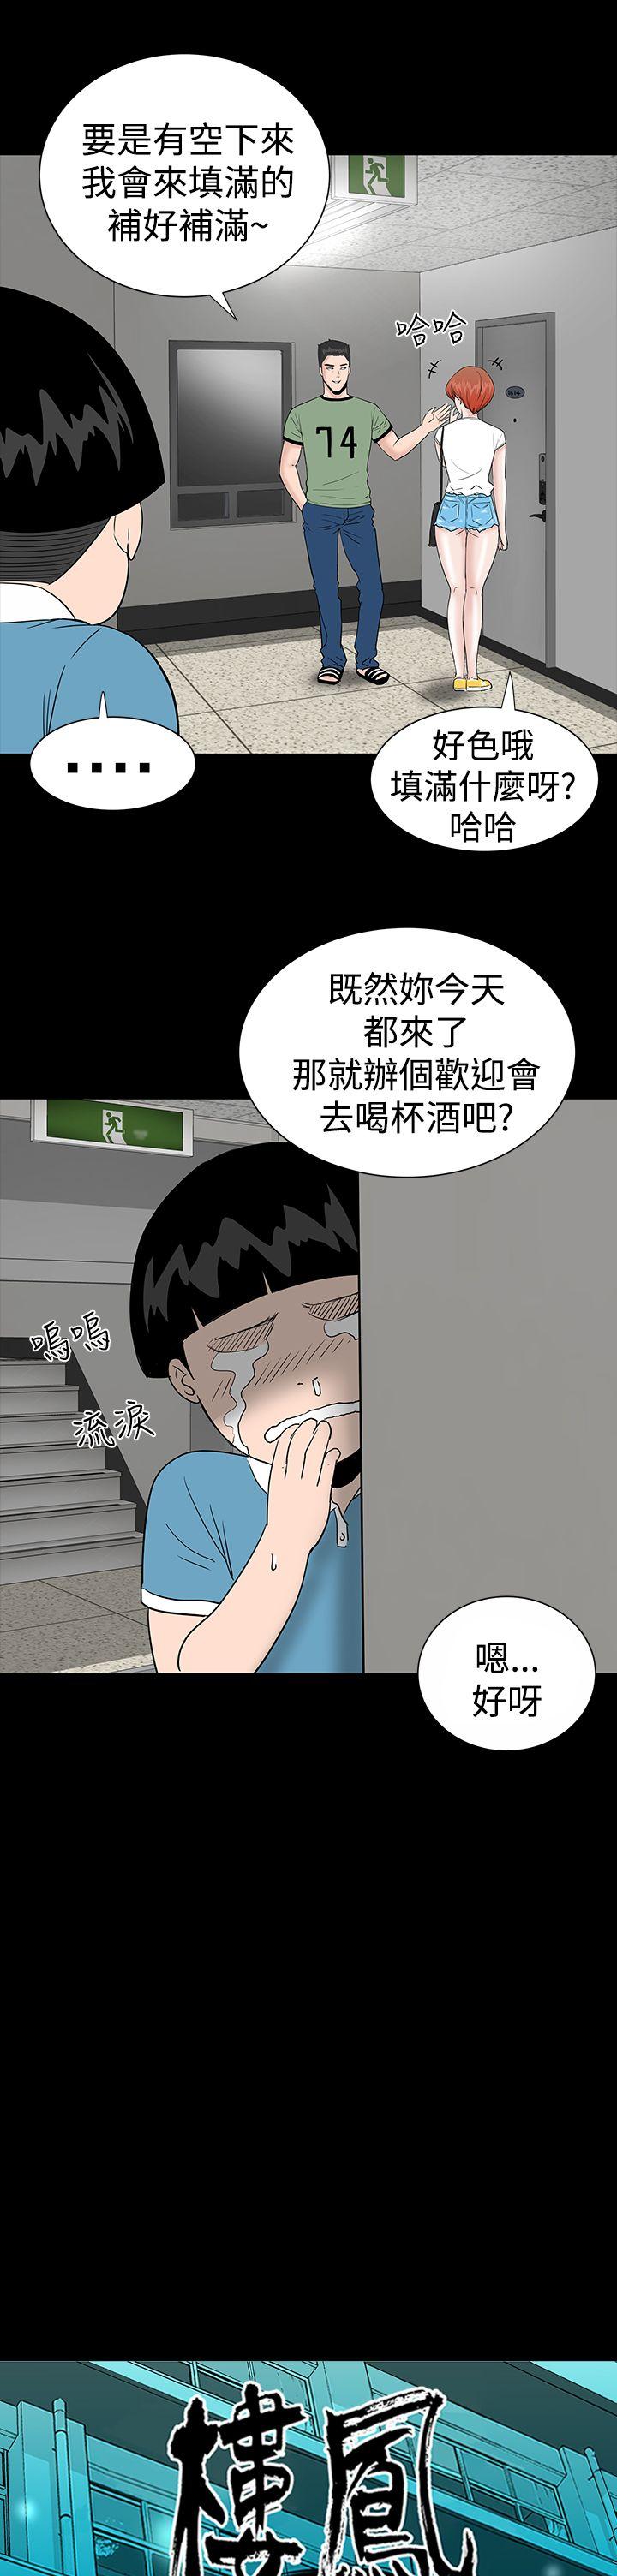 要是有空下來
我會來填滿的
補好補滿~
哈哈
74
....
好色哦
填滿什麼呀?
哈哈
既然妳今天
都來了
那就辦個歡迎會
去喝杯酒吧?
嗚嗚
流淚
嗯...
好呀
鳳
樓